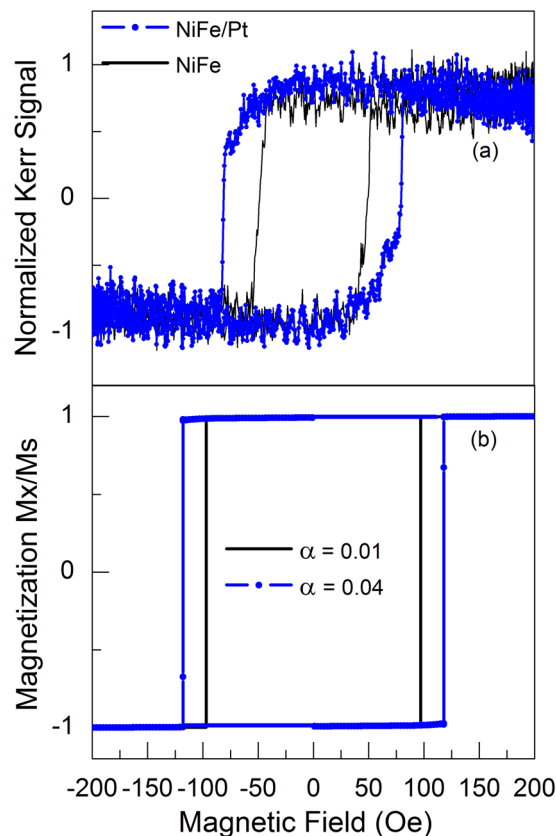 NiFe/Pt
NiFe
1
0
-1
Normalized Kerr Signal
(a)
1
0
-1
Magnetization Mx/Ms
(b)
α = 0.01
α = 0.04
-200 -150 -100 -50 0 50 100 150 200
Magnetic Field (Oe)